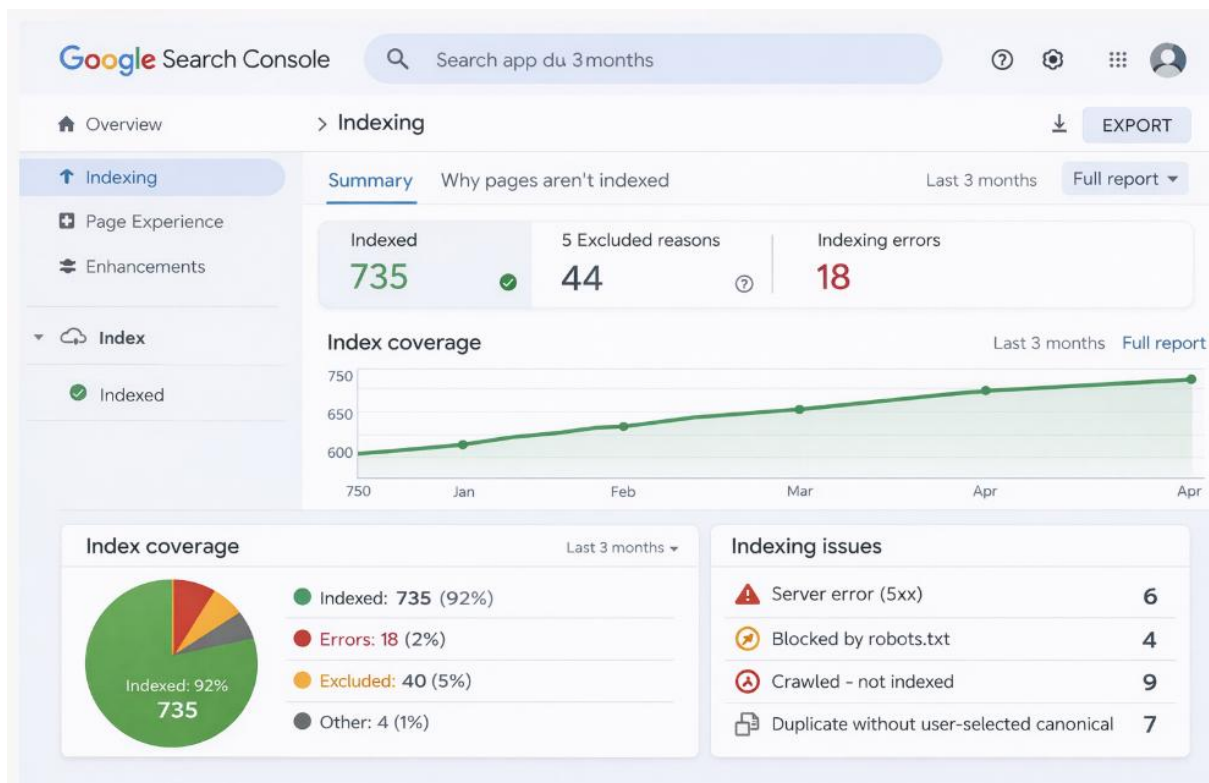 Google Search Console
Search app du 3 months
Overview
> Indexing
EXPORT
Indexing
Summary Why pages aren't indexed Last 3 months Full report
Page Experience
Enhancements
Indexed 5 Excluded reasons Indexing errors
735 44 18
Index
Indexed
Index coverage Last 3 months Full report
750
650
600
750 Jan Feb Mar Apr Apr
Index coverage Last 3 months
Indexed: 92%
735
Indexed: 735 (92%)
Errors: 18 (2%)
Excluded: 40 (5%)
Other: 4 (1%)
Indexing issues
Server error (5xx) 6
Blocked by robots.txt 4
Crawled - not indexed 9
Duplicate without user-selected canonical 7